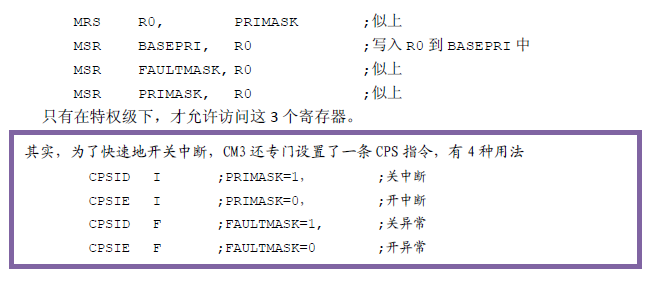 MRS R0, PRIMASK ;似上
MSR BASEPRI, R0 ;写入 R0 到 BASEPRI 中
MSR FAULTMASK, R0 ;似上
MSR PRIMASK, R0 ;似上
只有在特权级下，才允许访问这 3 个寄存器。
其实，为了快速地开关中断，CM3 还专门设置了一条 CPS 指令，有 4 种用法
CPSID I ;PRIMASK=1， ;关中断
CPSIE I ;PRIMASK=0， ;开中断
CPSID F ;FAULTMASK=1, ;关异常
CPSIE F ;FAULTMASK=0 ;开异常